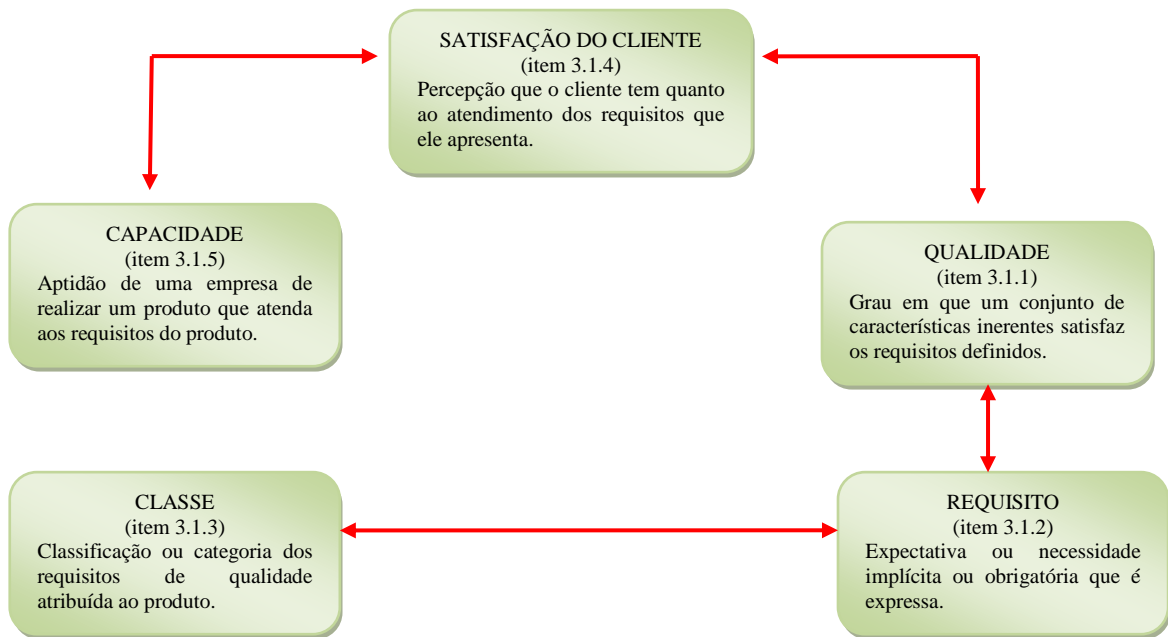 SATISFAÇÃO DO CLIENTE
(item 3.1.4)
Percepção que o cliente tem quanto
ao atendimento dos requisitos que
ele apresenta.
CAPACIDADE
(item 3.1.5)
Aptidão de uma empresa de
realizar um produto que atenda
aos requisitos do produto.
QUALIDADE
(item 3.1.1)
Grau em que um conjunto de
características inerentes satisfaz
os requisitos definidos.
CLASSE
(item 3.1.3)
Classificação ou categoria dos
requisitos de qualidade
atribuída ao produto.
REQUISITO
(item 3.1.2)
Expectativa ou necessidade
implícita ou obrigatória que é
expressa.